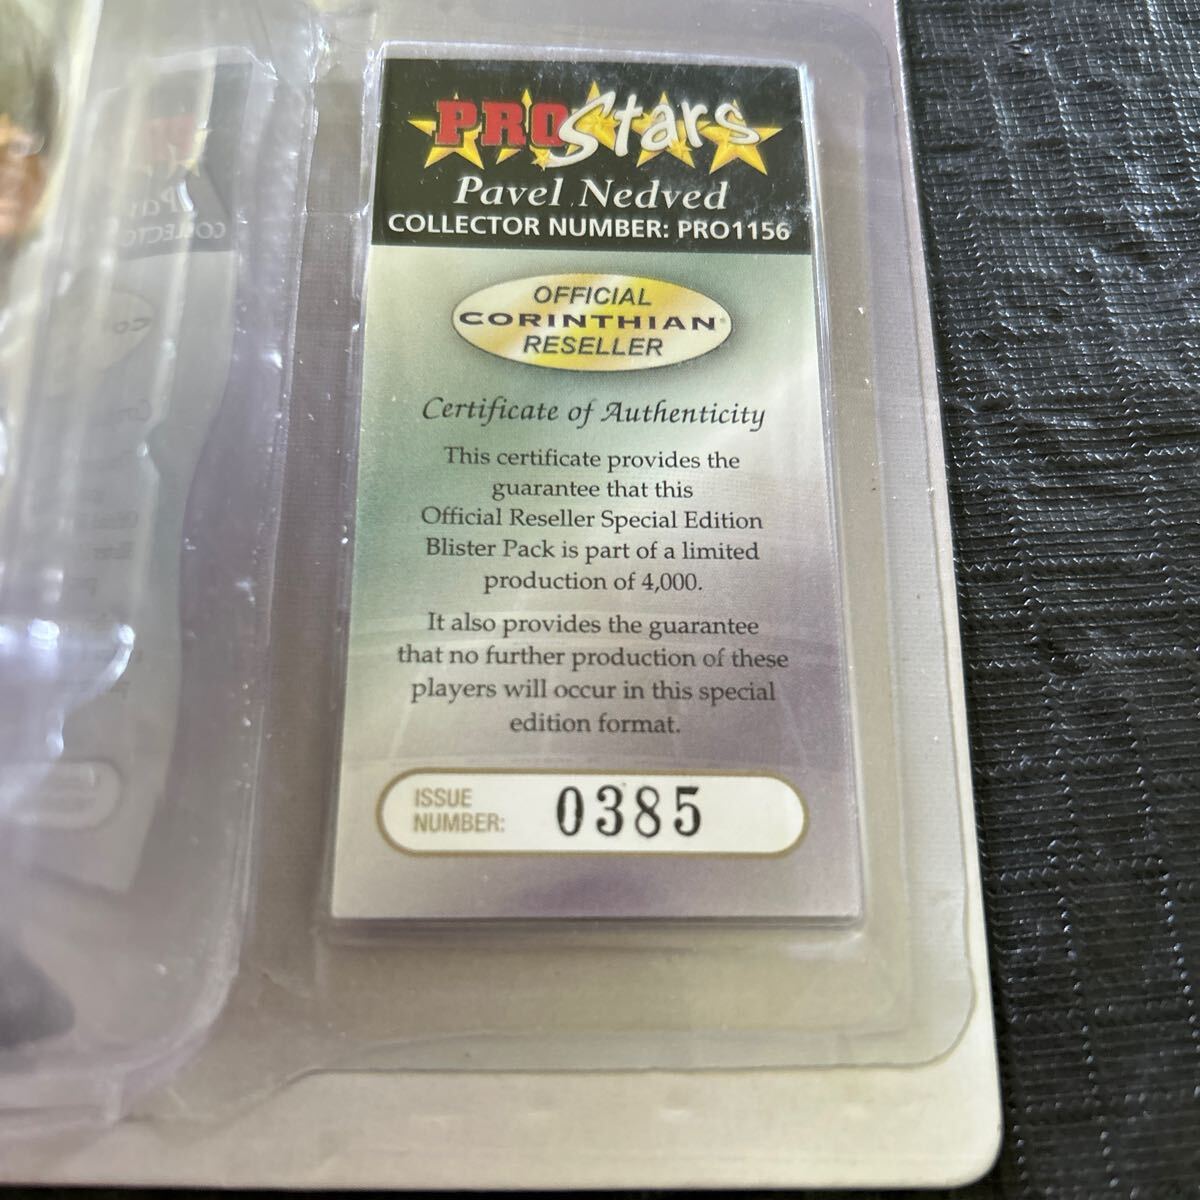 PROStars
Pavel Nedved
COLLECTOR NUMBER: PRO1156
OFFICIAL
CORINTHIAN®
RESELLER
Certificate of Authenticity
This certificate provides the
guarantee that this
Official Reseller Special Edition
Blister Pack is part of a limited
production of 4,000.
It also provides the guarantee
that no further production of these
players will occur in this special
edition format.
ISSUE
NUMBER: 0385